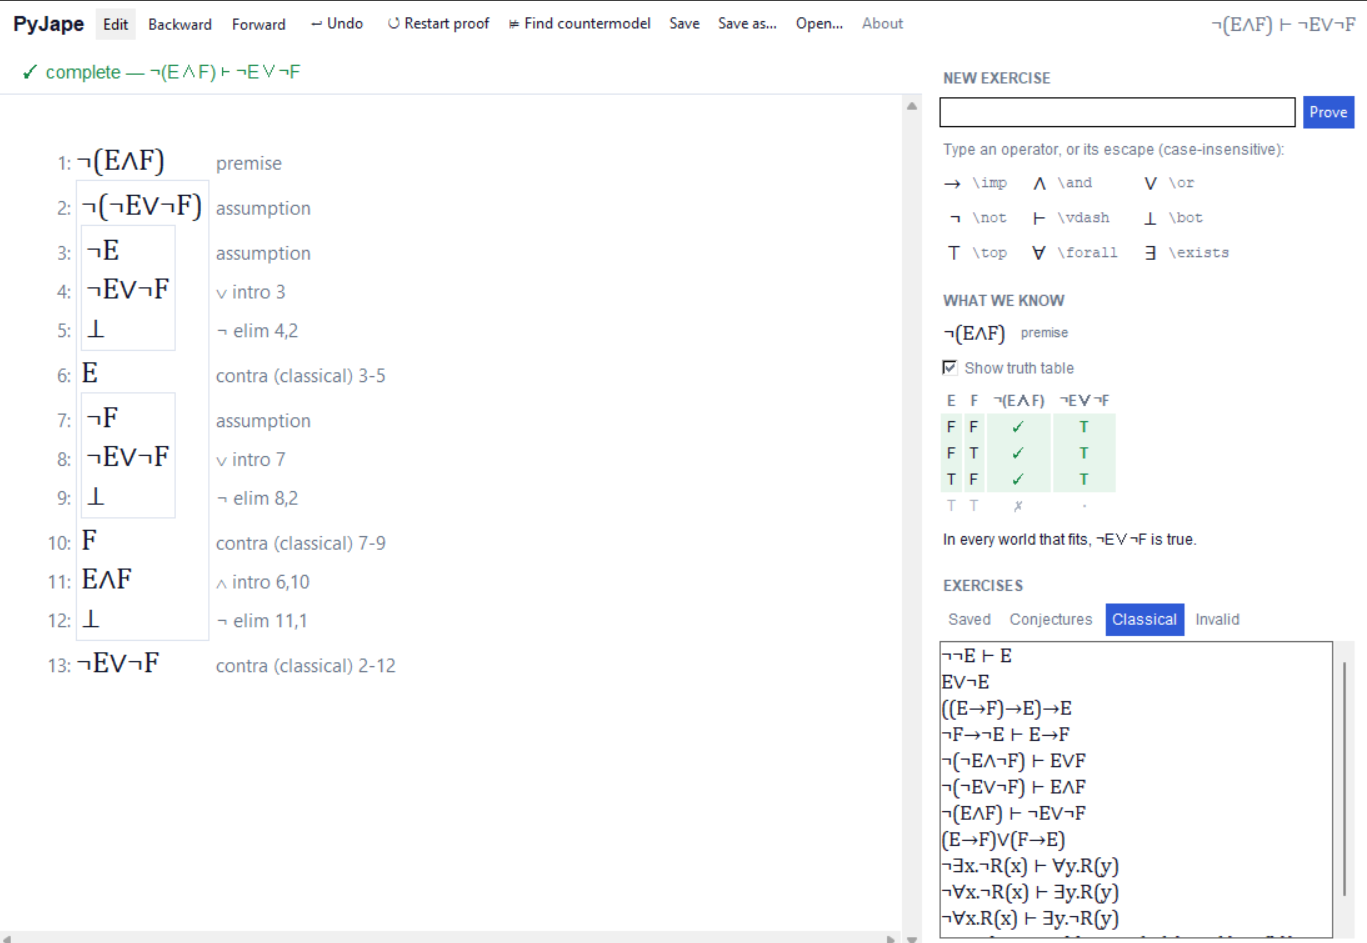 PyJape Edit Backward Forward ⤺ Undo ↺ Restart proof ⊭ Find countermodel Save Save as... Open... About ¬(E∧F) ⊢ ¬E∨¬F
✓ complete — ¬(E∧F) ⊢ ¬E∨¬F
1: ¬(E∧F) premise
2: ¬(¬E∨¬F) assumption
3: ¬E assumption
4: ¬E∨¬F ∨ intro 3
5: ⊥ ¬ elim 4,2
6: E contra (classical) 3-5
7: ¬F assumption
8: ¬E∨¬F ∨ intro 7
9: ⊥ ¬ elim 8,2
10: F contra (classical) 7-9
11: E∧F ∧ intro 6,10
12: ⊥ ¬ elim 11,1
13: ¬E∨¬F contra (classical) 2-12
NEW EXERCISE
Prove
Type an operator, or its escape (case-insensitive):
→ \imp ∧ \and ∨ \or
¬ \not ⊢ \vdash ⊥ \bot
⊤ \top ∀ \forall ∃ \exists
WHAT WE KNOW
¬(E∧F) premise
Show truth table
E F ¬(E∧F) ¬E∨¬F
F F ✓ T
F T ✓ T
T F ✓ T
T T ✗ ·
In every world that fits, ¬E∨¬F is true.
EXERCISES
Saved Conjectures Classical Invalid
¬¬E ⊢ E
E∨¬E
((E→F)→E)→E
¬F→¬E ⊢ E→F
¬(¬E∧¬F) ⊢ E∨F
¬(¬E∨¬F) ⊢ E∧F
¬(E∧F) ⊢ ¬E∨¬F
(E→F)∨(F→E)
¬∃x.¬R(x) ⊢ ∀y.R(y)
¬∀x.¬R(x) ⊢ ∃y.R(y)
¬∀x.R(x) ⊢ ∃y.¬R(y)